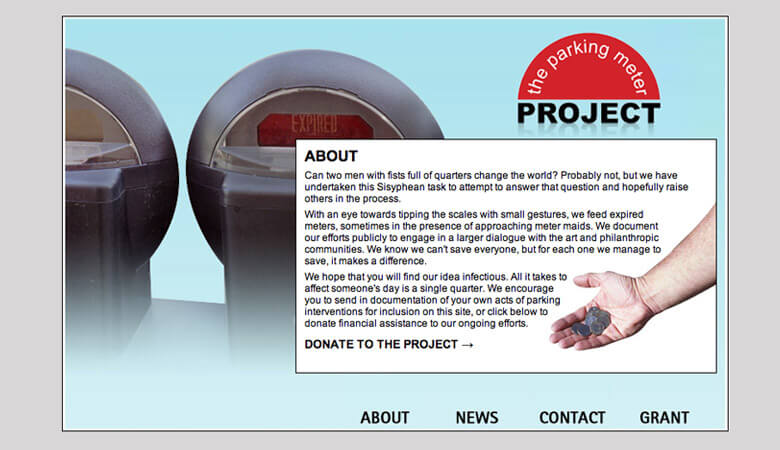 the parking meter
PROJECT
EXPIRED
ABOUT
Can two men with fists full of quarters change the world? Probably not, but we have
undertaken this Sisyphean task to attempt to answer that question and hopefully raise
others in the process.
With an eye towards tipping the scales with small gestures, we feed expired
meters, sometimes in the presence of approaching meter maids. We document
our efforts publicly to engage in a larger dialogue with the art and philanthropic
communities. We know we can't save everyone, but for each one we manage to
save, it makes a difference.
We hope that you will find our idea infectious. All it takes to
affect someone's day is a single quarter. We encourage
you to send in documentation of your own acts of parking
interventions for inclusion on this site, or click below to
donate financial assistance to our ongoing efforts.
DONATE TO THE PROJECT →
ABOUT NEWS CONTACT GRANT